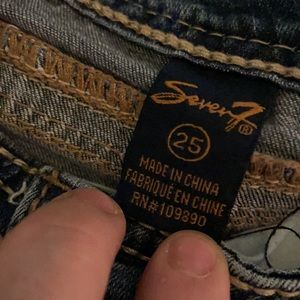 Seven7®
25
MADE IN CHINA
FABRIQUÉ EN CHINE
RN#109890